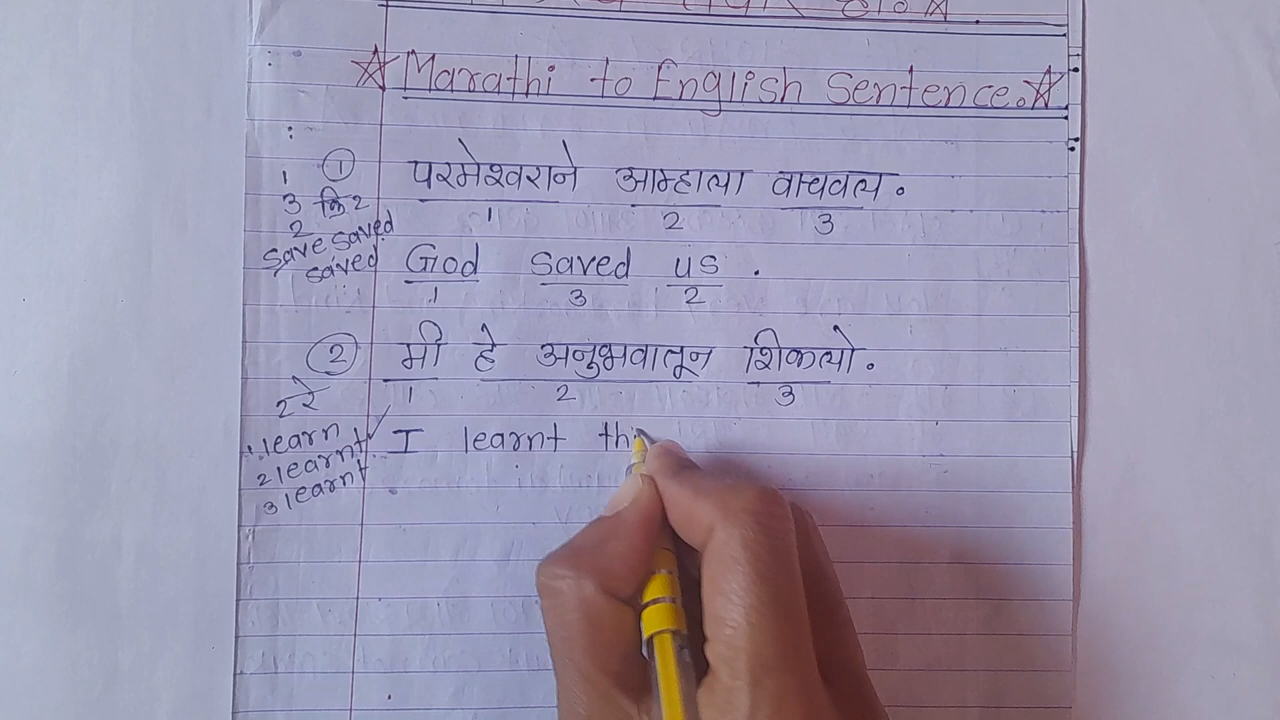 ☆ Marathi to English Sentence. ☆
① परमेश्वराने आम्हाला वाचवल.
1 2 3
1
3 क्रि 2
2
save saved
saved
God saved us.
1 3 2
② मी हे अनुभवातून शिकलो.
1 2 3
2 रे
1. learn
2 learnt ✓
3 learnt
I learnt thi